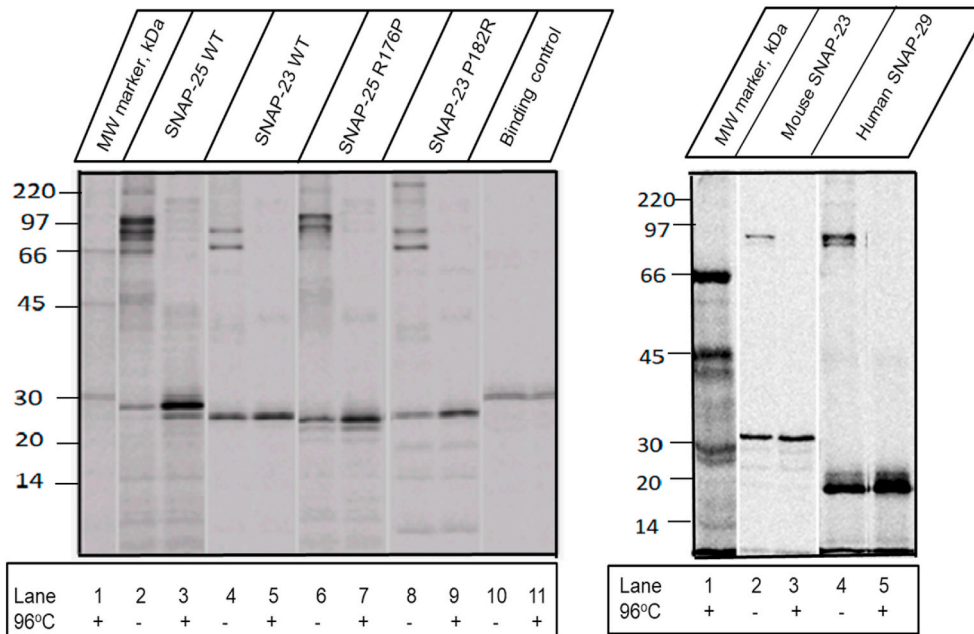 MW marker, kDa
SNAP-25 WT
SNAP-23 WT
SNAP-25 R176P
SNAP-23 P182R
Binding control
220
97
66
45
30
20
14
Lane 1 2 3 4 5 6 7 8 9 10 11
96°C + - + - + - + - + - +
MW marker, kDa
Mouse SNAP-23
Human SNAP-29
220
97
66
45
30
20
14
Lane 1 2 3 4 5
96°C + - + - +